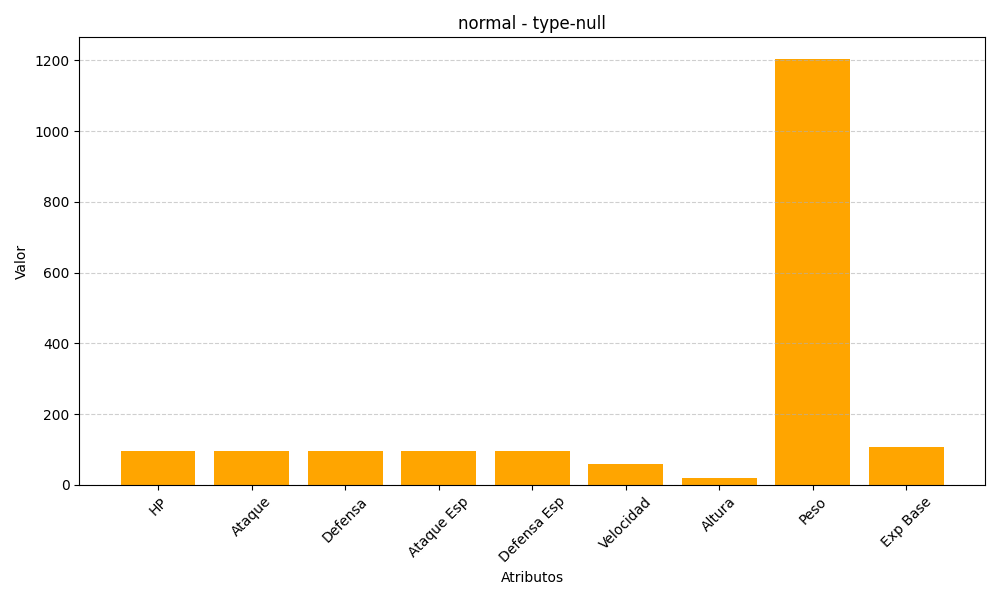 normal - type-null
Valor
1200
1000
800
600
400
200
0
HP
Ataque
Defensa
Ataque Esp
Defensa Esp
Velocidad
Altura
Peso
Exp Base
Atributos